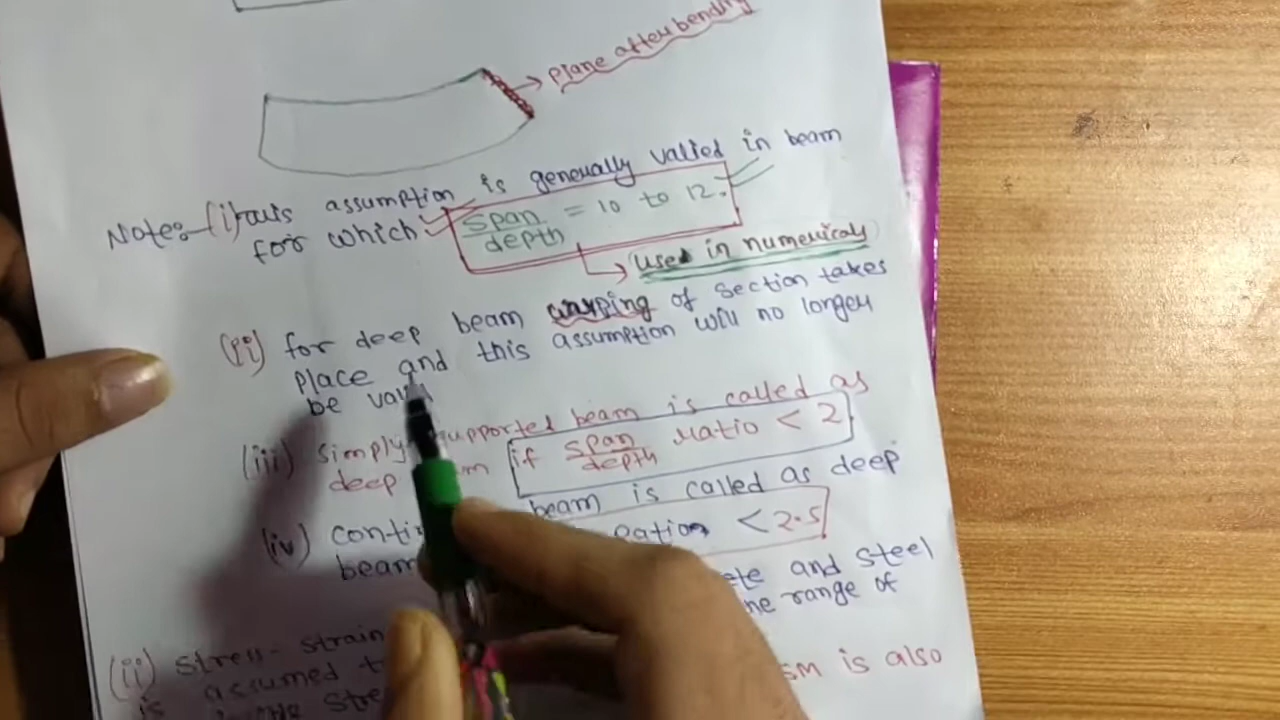 plane after bending
Note:- (i) this assumption is generally valied in beam
for which span/depth = 10 to 12.
(used in numericals)
(ii) for deep beam warping of section takes
place and this assumption will no longer
be valid
(iii) simply supported beam is called as
deep beam if span/depth ratio < 2
(iv) beam is called as deep
beam ratio < 2.5
and steel
range of
(ii) stress-strain
is assumed
is also